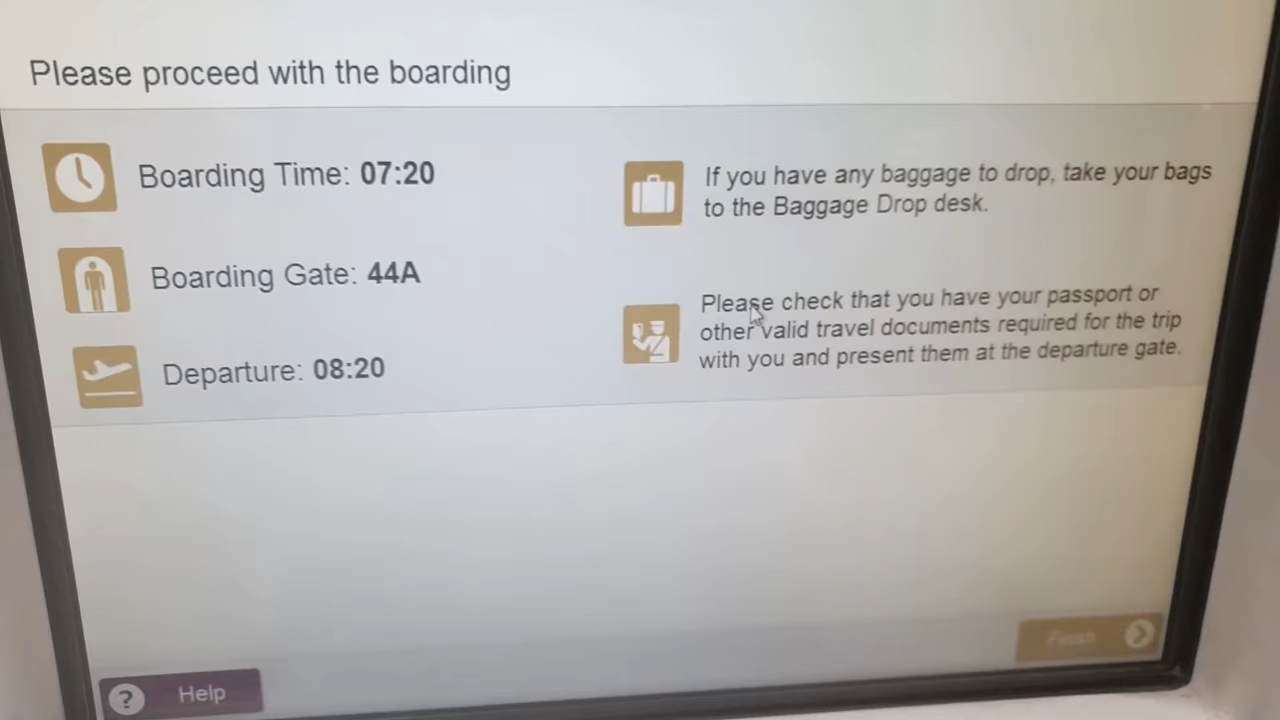 Please proceed with the boarding
Boarding Time: 07:20
Boarding Gate: 44A
Departure: 08:20
If you have any baggage to drop, take your bags
to the Baggage Drop desk.
Please check that you have your passport or
other valid travel documents required for the trip
with you and present them at the departure gate.
? Help
Finish